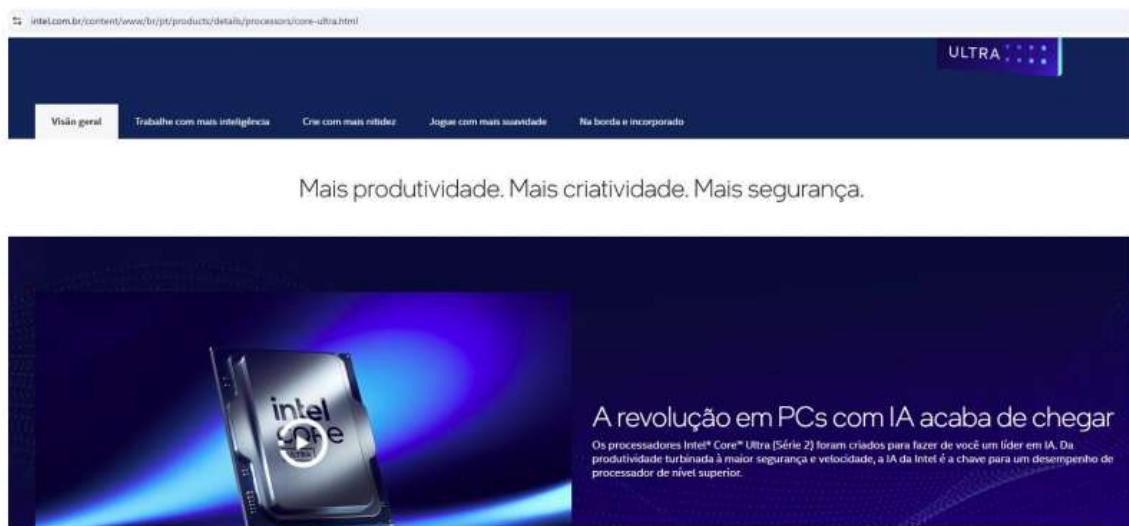 intel.com.br/content/www/br/pt/products/details/processors/core-ultra.html
ULTRA
Visão geral Trabalhe com mais inteligência Crie com mais nitidez Jogue com mais suavidade Na borda e incorporado
Mais produtividade. Mais criatividade. Mais segurança.
intel
CORE
ULTRA
A revolução em PCs com IA acaba de chegar
Os processadores Intel® Core™ Ultra (Série 2) foram criados para fazer de você um líder em IA. Da
produtividade turbinada à maior segurança e velocidade, a IA da Intel é a chave para um desempenho de
processador de nível superior.